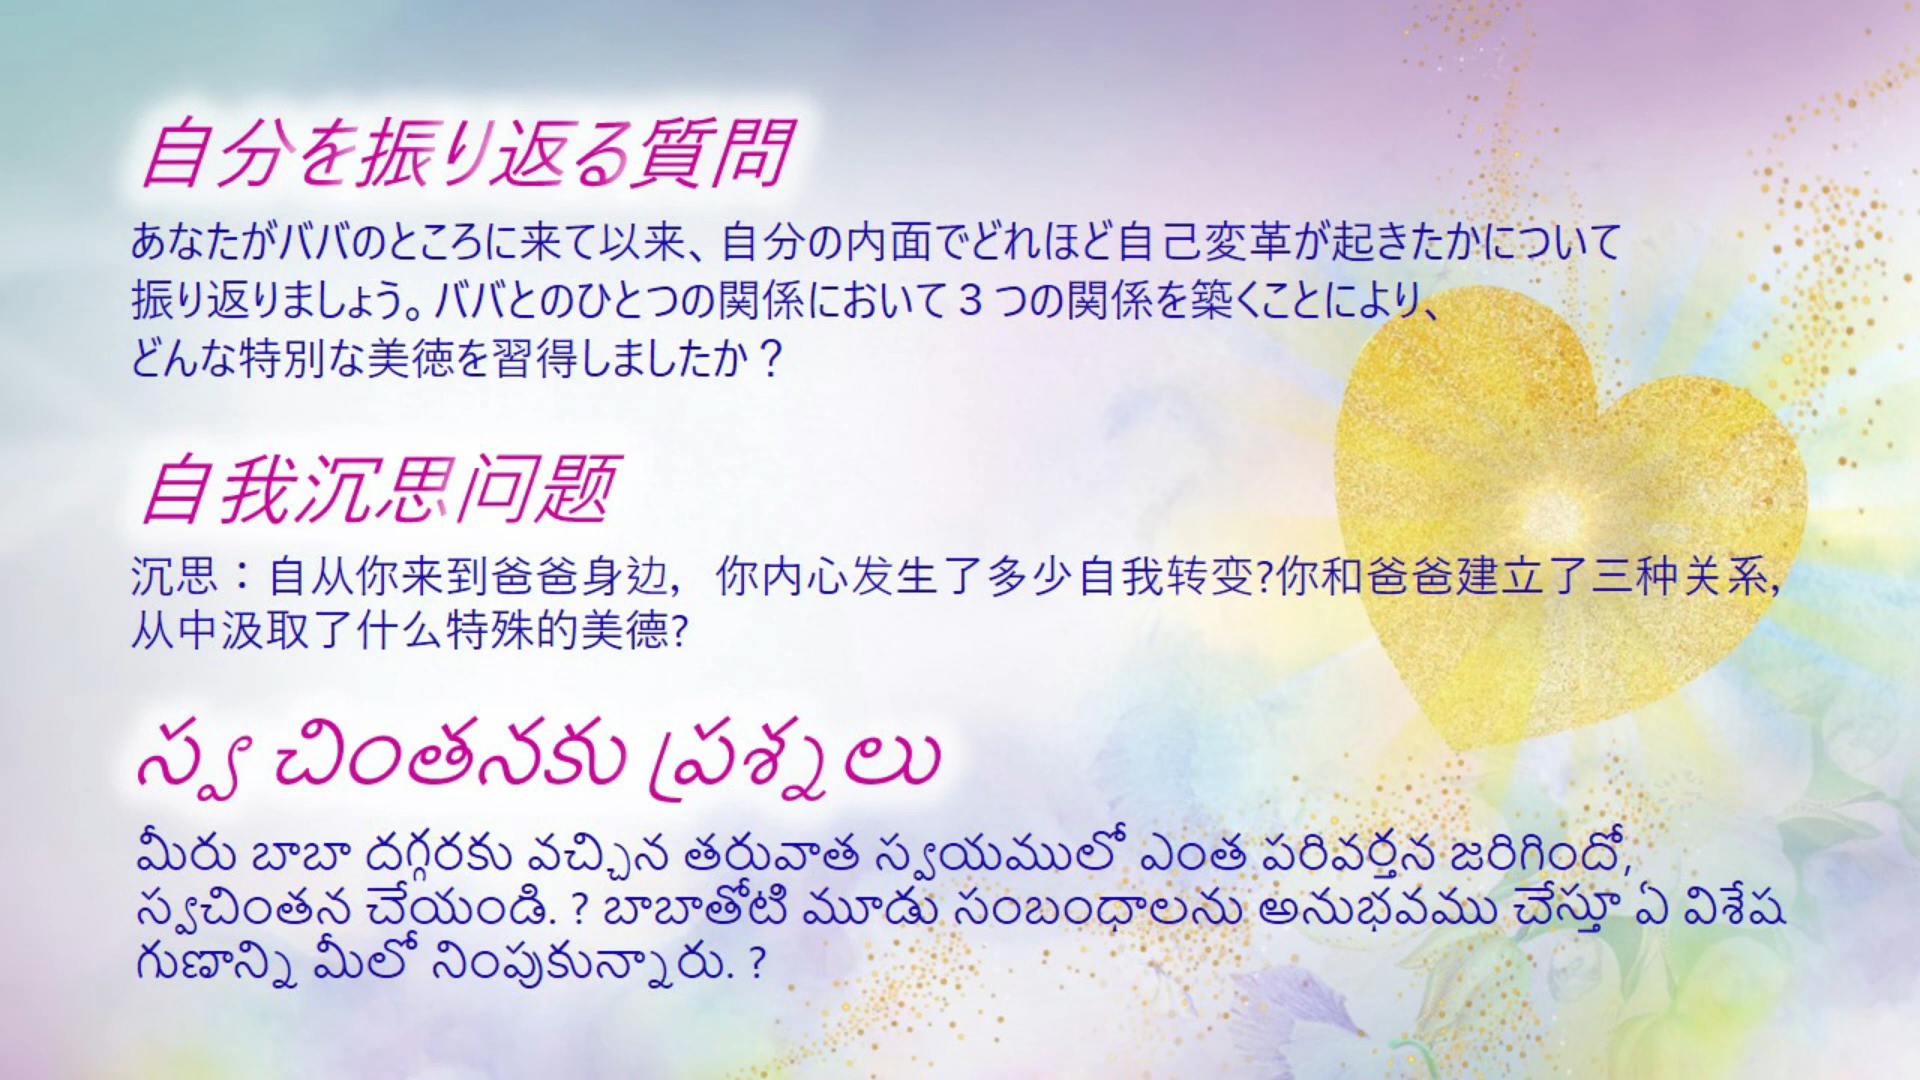 自分を振り返る質問
あなたがババのところに来て以来、自分の内面でどれほど自己変革が起きたかについて
振り返りましょう。ババとのひとつの関係において3 つの関係を築くことにより、
どんな特別な美徳を習得しましたか？
自我沉思问题
沉思：自从你来到爸爸身边，你内心发生了多少自我转变?你和爸爸建立了三种关系，
从中汲取了什么特殊的美德?
స్వ చింతనకు ప్రశ్నలు
మీరు బాబా దగ్గరకు వచ్చిన తరువాత స్వయములో ఎంత పరివర్తన జరిగిందో,
స్వచింతన చేయండి. ? బాబాతోటి మూడు సంబంధాలను అనుభవము చేస్తూ ఏ విశేష
గుణాన్ని మీలో నింపుకున్నారు. ?